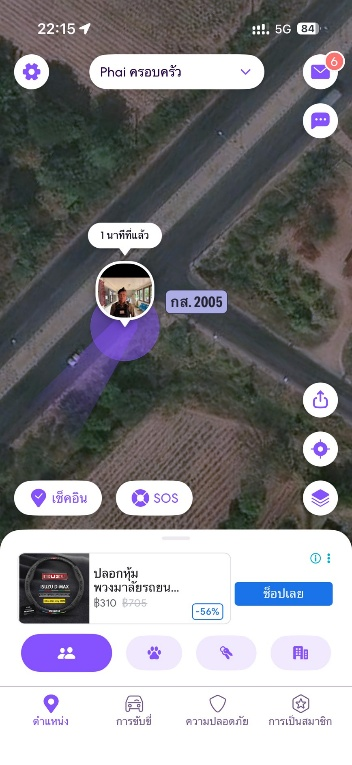 22:15
5G
84
Phai ครอบครัว
6
1 นาทีที่แล้ว
กส. 2005
เช็คอิน
SOS
ISUZU D-MAX
ปลอกหุ้ม
พวงมาลัยรถยน...
฿310 ฿705
-56%
ช็อปเลย
ตำแหน่ง
การขับขี่
ความปลอดภัย
การเป็นสมาชิก